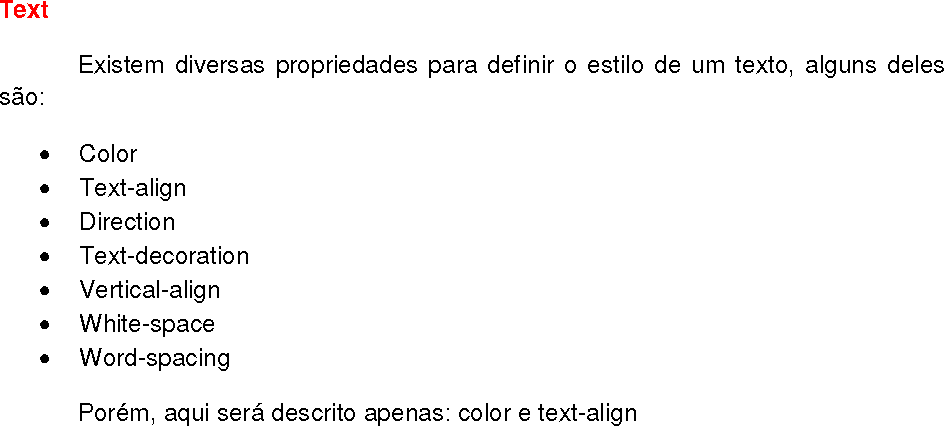 Text
Existem diversas propriedades para definir o estilo de um texto, alguns deles
são:
• Color
• Text-align
• Direction
• Text-decoration
• Vertical-align
• White-space
• Word-spacing
Porém, aqui será descrito apenas: color e text-align